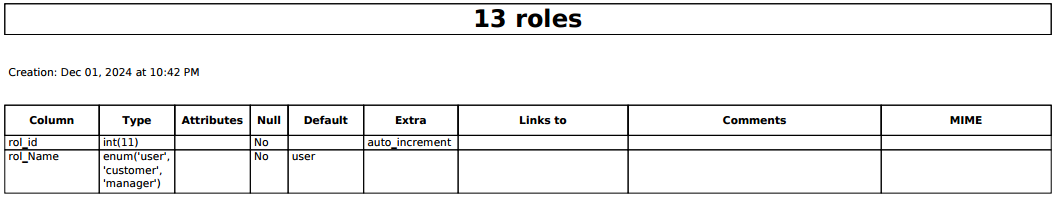 13 roles
Creation: Dec 01, 2024 at 10:42 PM
Column Type Attributes Null Default Extra Links to Comments MIME
rol_id int(11) No auto_increment
rol_Name enum('user', No user
'customer',
'manager')